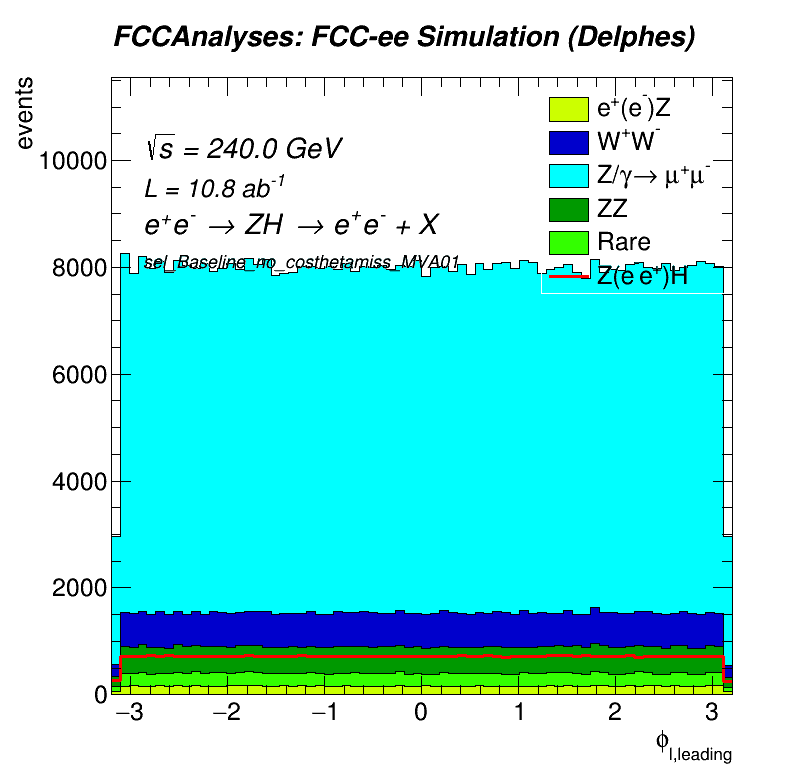 FCCAnalyses: FCC-ee Simulation (Delphes)
events
√s = 240.0 GeV
L = 10.8 ab⁻¹
e⁺e⁻ → ZH → e⁺e⁻ + X
sel_Baseline_no_costhetamiss_MVA01
e⁺(e⁻)Z
W⁺W⁻
Z/γ→ μ⁺μ⁻
ZZ
Rare
Z(e⁻e⁺)H
10000
8000
6000
4000
2000
0
−3 −2 −1 0 1 2 3
ϕ l,leading